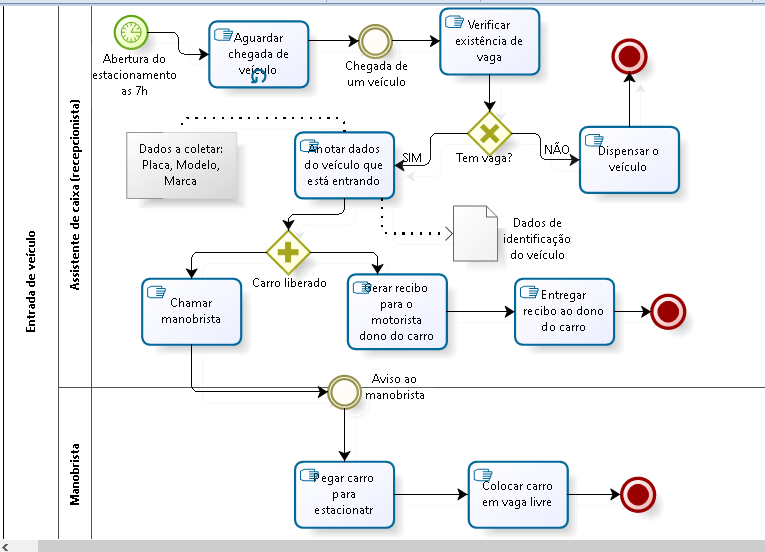 Entrada de veículo
Assistente de caixa (recepcionista)
Abertura do
estacionamento
as 7h
Aguardar
chegada de
veículo
Chegada de
um veículo
Verificar
existência de
vaga
Tem vaga?
SIM
NÃO
Dispensar o
veículo
Dados a coletar:
Placa, Modelo,
Marca
Anotar dados
do veículo que
está entrando
Dados de
identificação
do veículo
Carro liberado
Chamar
manobrista
Gerar recibo
para o
motorista
dono do carro
Entregar
recibo ao dono
do carro
Aviso ao
manobrista
Manobrista
Pegar carro
para
estacionatr
Colocar carro
em vaga livre